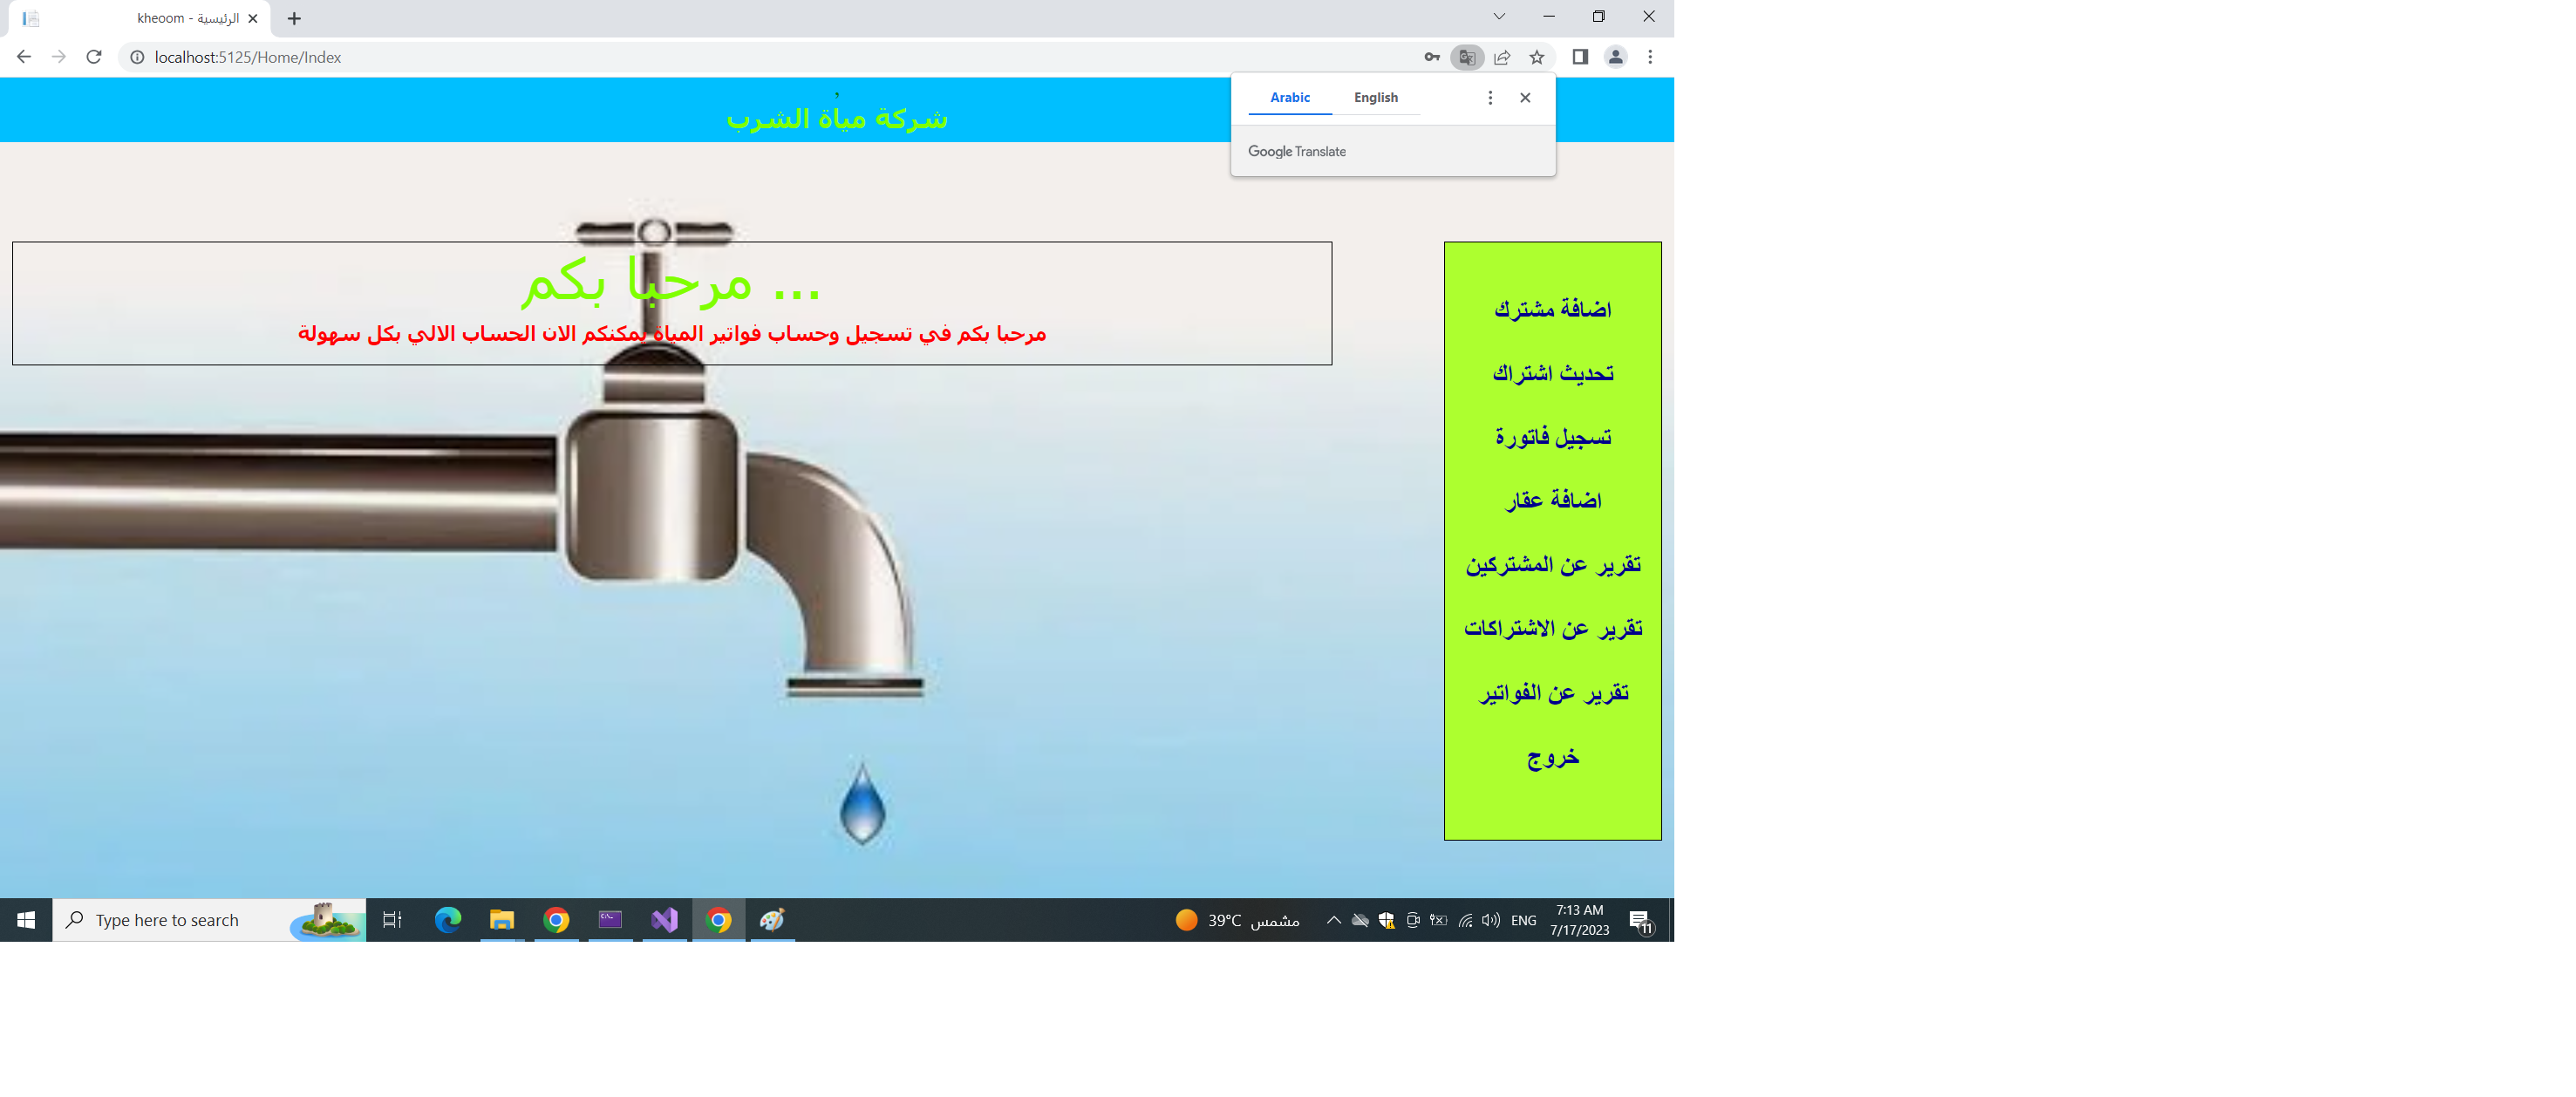 الرئيسية - kheoom
localhost:5125/Home/Index
Arabic English
Google Translate
,
شركة مياة الشرب
مرحبا بكم ...
مرحبا بكم في تسجيل وحساب فواتير المياة يمكنكم الان الحساب الالي بكل سهولة
اضافة مشترك
تحديث اشتراك
تسجيل فاتورة
اضافة عقار
تقرير عن المشتركين
تقرير عن الاشتراكات
تقرير عن الفواتير
خروج
Type here to search
39°C مشمس
ENG
7:13 AM
7/17/2023
11